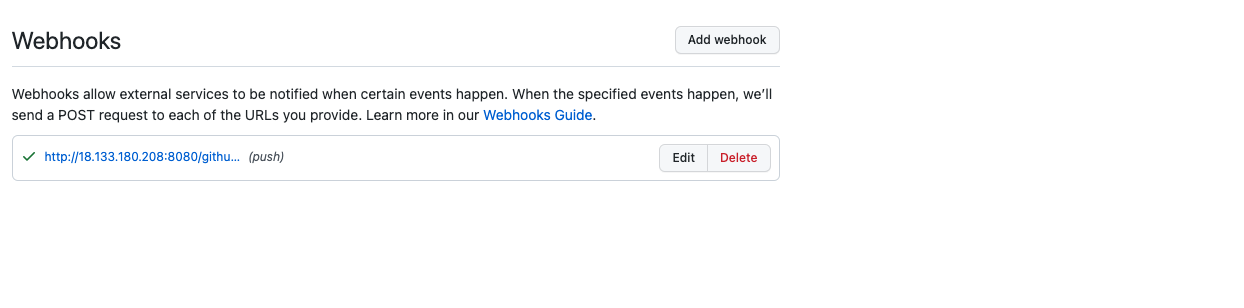 Webhooks
Add webhook
Webhooks allow external services to be notified when certain events happen. When the specified events happen, we’ll
send a POST request to each of the URLs you provide. Learn more in our Webhooks Guide.
http://18.133.180.208:8080/githu... (push)
Edit
Delete